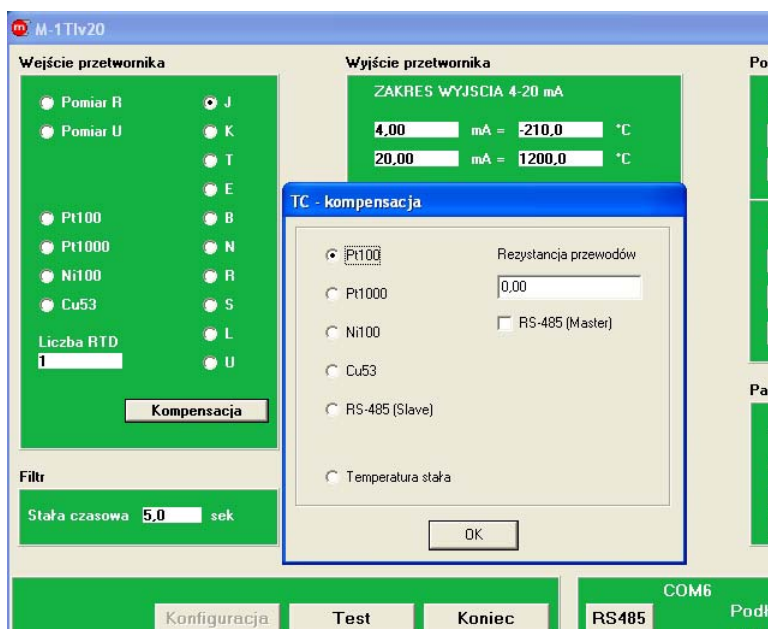 M-1TIv20
Wejście przetwornika
Pomiar R
J
Pomiar U
K
T
E
Pt100
B
Pt1000
N
Ni100
R
Cu53
S
L
Liczba RTD
1
U
Kompensacja
Filtr
Stała czasowa 5,0 sek
Wyjście przetwornika
ZAKRES WYJSCIA 4-20 mA
4,00 mA = -210,0 °C
20,00 mA = 1200,0 °C
TC - kompensacja
Pt100
Pt1000
Ni100
Cu53
RS-485 (Slave)
Temperatura stała
Rezystancja przewodów
0,00
RS-485 (Master)
OK
Po
Pa
Konfiguracja
Test
Koniec
COM6
RS485